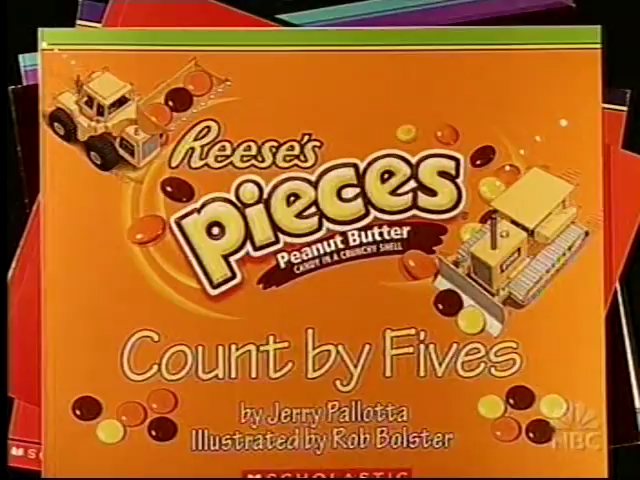 Reese's
pieces
Peanut Butter
CANDY IN A CRUNCHY SHELL
Count by Fives
by Jerry Pallotta
Illustrated by Rob Bolster
NBC
SCHOLASTIC